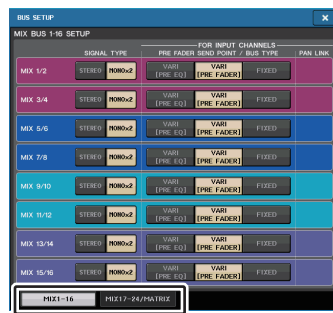 BUS SETUP
MIX BUS 1-16 SETUP
FOR INPUT CHANNELS
SIGNAL TYPE PRE FADER SEND POINT / BUS TYPE PAN LINK
MIX 1/2 STEREO MONOx2 VARI [PRE EQ] VARI [PRE FADER] FIXED
MIX 3/4 STEREO MONOx2 VARI [PRE EQ] VARI [PRE FADER] FIXED
MIX 5/6 STEREO MONOx2 VARI [PRE EQ] VARI [PRE FADER] FIXED
MIX 7/8 STEREO MONOx2 VARI [PRE EQ] VARI [PRE FADER] FIXED
MIX 9/10 STEREO MONOx2 VARI [PRE EQ] VARI [PRE FADER] FIXED
MIX 11/12 STEREO MONOx2 VARI [PRE EQ] VARI [PRE FADER] FIXED
MIX 13/14 STEREO MONOx2 VARI [PRE EQ] VARI [PRE FADER] FIXED
MIX 15/16 STEREO MONOx2 VARI [PRE EQ] VARI [PRE FADER] FIXED
MIX1-16 MIX17-24/MATRIX